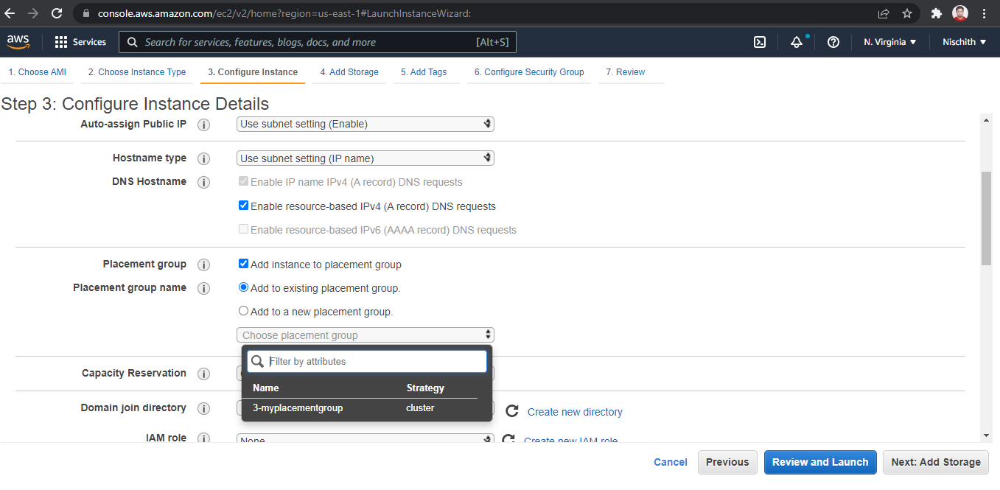 console.aws.amazon.com/ec2/v2/home?region=us-east-1#LaunchInstanceWizard:
aws Services Search for services, features, blogs, docs, and more [Alt+S] N. Virginia ▼ Nischith ▼
1. Choose AMI 2. Choose Instance Type 3. Configure Instance 4. Add Storage 5. Add Tags 6. Configure Security Group 7. Review
Step 3: Configure Instance Details
Auto-assign Public IP i Use subnet setting (Enable)
Hostname type i Use subnet setting (IP name)
DNS Hostname i Enable IP name IPv4 (A record) DNS requests
Enable resource-based IPv4 (A record) DNS requests
Enable resource-based IPv6 (AAAA record) DNS requests
Placement group i Add instance to placement group
Placement group name i Add to existing placement group.
Add to a new placement group.
Choose placement group
Filter by attributes
Capacity Reservation i
Name Strategy
3-myplacementgroup cluster
Domain join directory i Create new directory
IAM role i None Create new IAM role
Cancel Previous Review and Launch Next: Add Storage